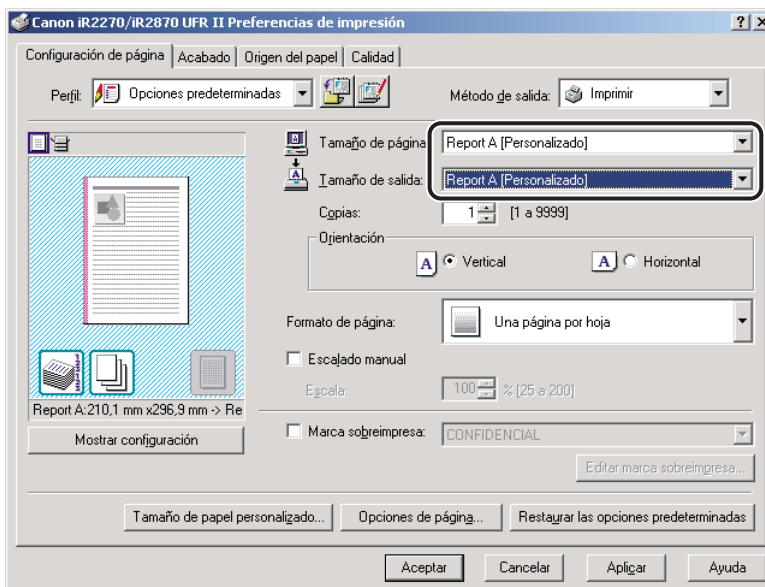 Canon iR2270/iR2870 UFR II Preferencias de impresión
Configuración de página Acabado Origen del papel Calidad
Perfil: Opciones predeterminadas Método de salida: Imprimir
Tamaño de página Report A [Personalizado]
Tamaño de salida: Report A [Personalizado]
Copias: 1 [1 a 9999]
Orientación
A Vertical A Horizontal
Formato de página: Una página por hoja
Escalado manual
Escala: 100 % [25 a 200]
Report A:210,1 mm x296,9 mm -> Re
Mostrar configuración
Marca sobreimpresa: CONFIDENCIAL
Editar marca sobreimpresa...
Tamaño de papel personalizado... Opciones de página... Restaurar las opciones predeterminadas
Aceptar Cancelar Aplicar Ayuda